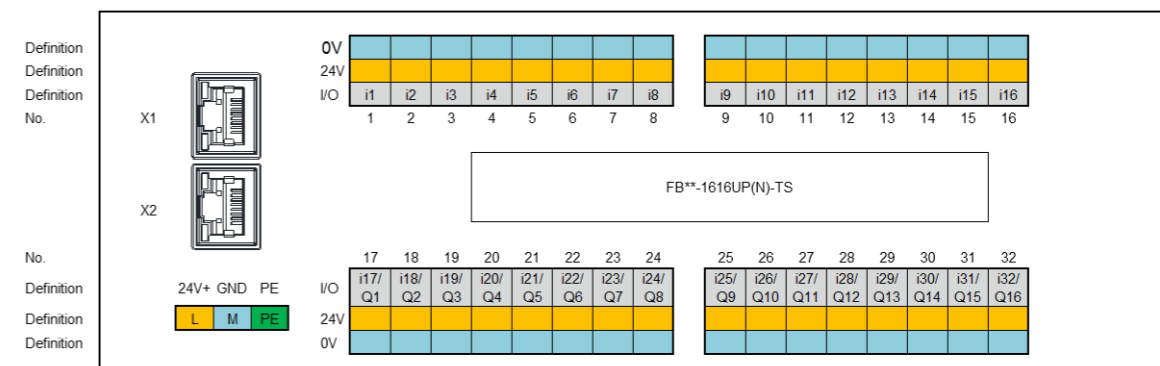 Definition 0V
Definition 24V
Definition I/O i1 i2 i3 i4 i5 i6 i7 i8 i9 i10 i11 i12 i13 i14 i15 i16
No. X1 1 2 3 4 5 6 7 8 9 10 11 12 13 14 15 16
FB**-1616UP(N)-TS
X2
No. 17 18 19 20 21 22 23 24 25 26 27 28 29 30 31 32
Definition 24V+ GND PE I/O i17/ i18/ i19/ i20/ i21/ i22/ i23/ i24/ i25/ i26/ i27/ i28/ i29/ i30/ i31/ i32/
Q1 Q2 Q3 Q4 Q5 Q6 Q7 Q8 Q9 Q10 Q11 Q12 Q13 Q14 Q15 Q16
Definition L M PE 24V
Definition 0V